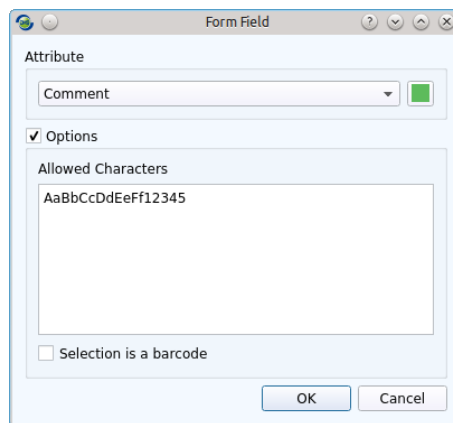 Form Field
Attribute
Comment
Options
Allowed Characters
AaBbCcDdEeFf12345
Selection is a barcode
OK
Cancel